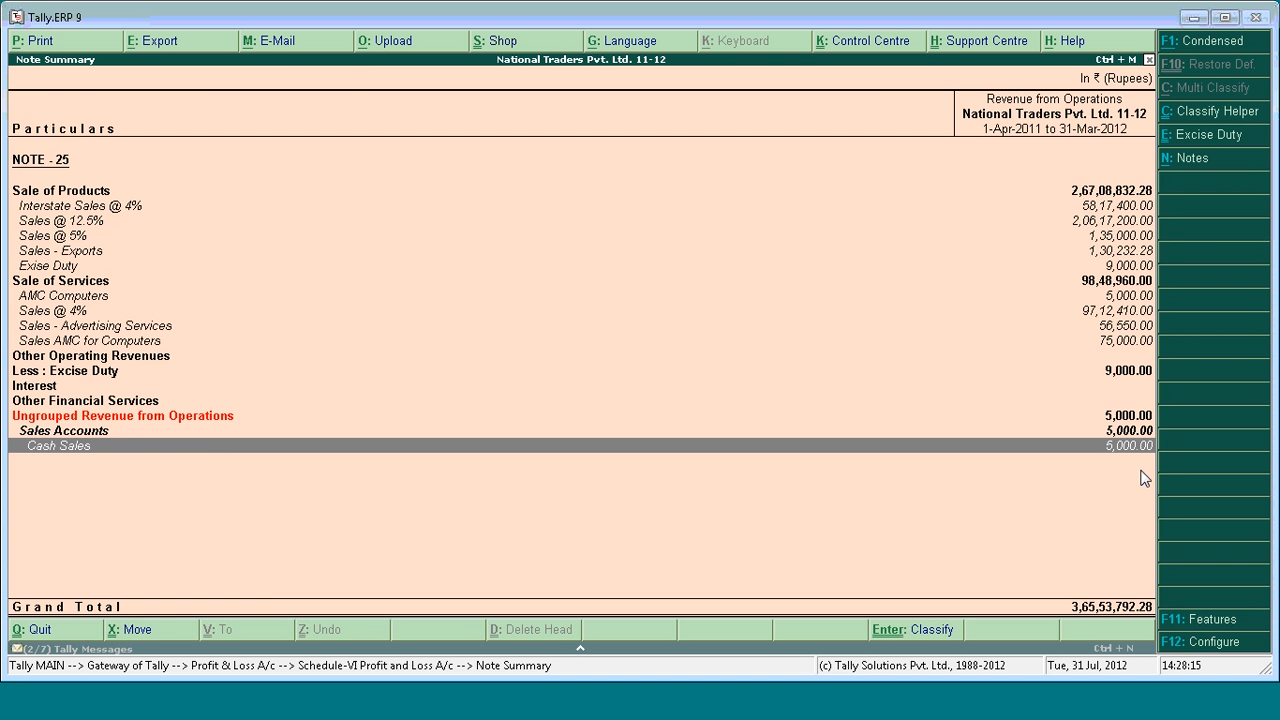 Tally.ERP 9
P: Print E: Export M: E-Mail O: Upload S: Shop G: Language K: Keyboard K: Control Centre H: Support Centre H: Help
Note Summary National Traders Pvt. Ltd. 11-12 Ctrl + M
In ₹ (Rupees)
Revenue from Operations
National Traders Pvt. Ltd. 11-12
Particulars 1-Apr-2011 to 31-Mar-2012
NOTE - 25
Sale of Products 2,67,08,832.28
Interstate Sales @ 4% 58,17,400.00
Sales @ 12.5% 2,06,17,200.00
Sales @ 5% 1,35,000.00
Sales - Exports 1,30,232.28
Exise Duty 9,000.00
Sale of Services 98,48,960.00
AMC Computers 5,000.00
Sales @ 4% 97,12,410.00
Sales - Advertising Services 56,550.00
Sales AMC for Computers 75,000.00
Other Operating Revenues
Less : Excise Duty 9,000.00
Interest
Other Financial Services
Ungrouped Revenue from Operations 5,000.00
Sales Accounts 5,000.00
Cash Sales 5,000.00
Grand Total 3,65,53,792.28
Q: Quit X: Move V: To Z: Undo D: Delete Head Enter: Classify
(2/7) Tally Messages Ctrl + N
Tally MAIN --> Gateway of Tally --> Profit & Loss A/c --> Schedule-VI Profit and Loss A/c --> Note Summary (c) Tally Solutions Pvt. Ltd., 1988-2012 Tue, 31 Jul, 2012 14:28:15
F1: Condensed
F10: Restore Def.
C: Multi Classify
C: Classify Helper
E: Excise Duty
N: Notes
F11: Features
F12: Configure